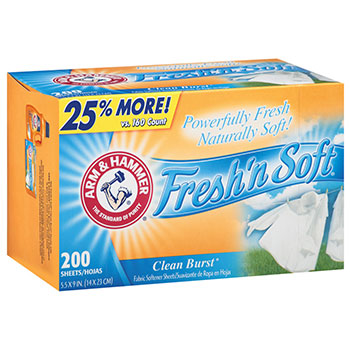 25% MORE!
vs. 160 Count
Powerfully Fresh
Naturally Soft!
ARM & HAMMER
THE STANDARD OF PURITY
Fresh'n Soft
200
SHEETS/HOJAS
5.5 X 9 IN. (14 X 23 CM)
Clean Burst
Fabric Softener Sheets/Suavizante de Ropa en Hojas